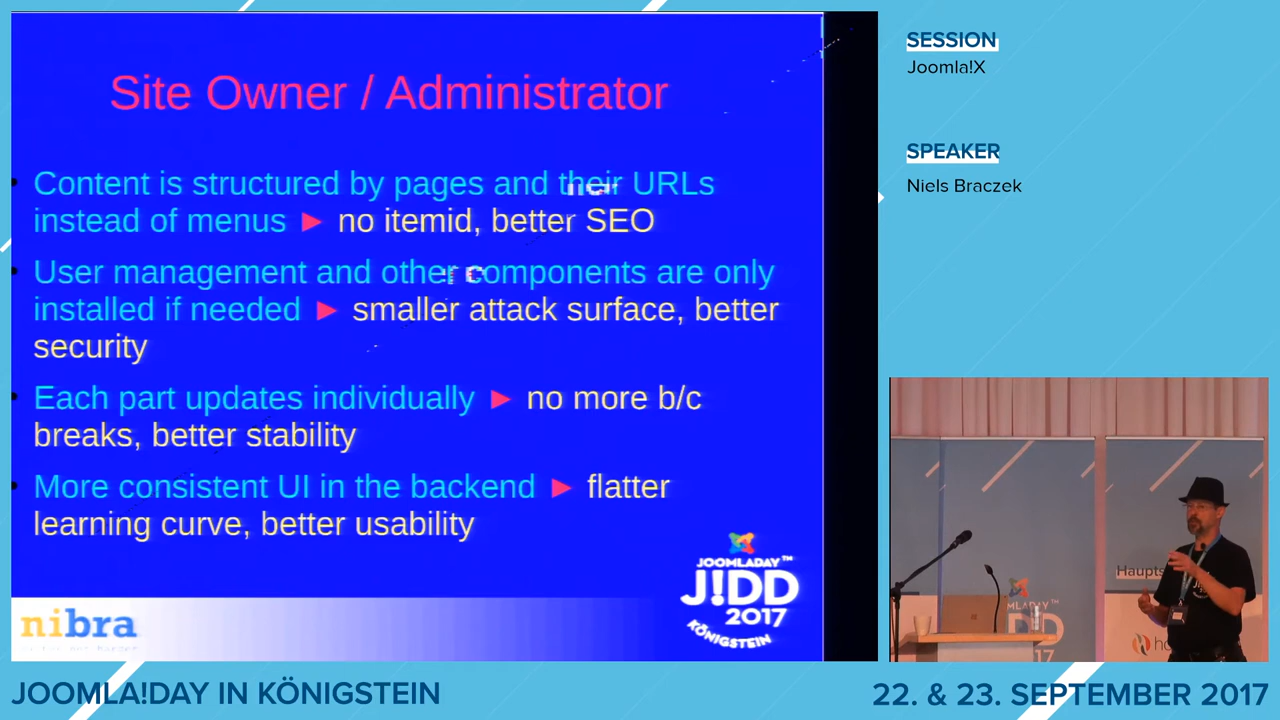 Site Owner / Administrator
Content is structured by pages and their URLs
instead of menus ► no itemid, better SEO
User management and other components are only
installed if needed ► smaller attack surface, better
security
Each part updates individually ► no more b/c
breaks, better stability
More consistent UI in the backend ► flatter
learning curve, better usability
nibra
JOOMLADAY™
J!DD
2017
KÖNIGSTEIN
SESSION
Joomla!X
SPEAKER
Niels Braczek
Haupts
JOOMLA!DAY IN KÖNIGSTEIN
22. & 23. SEPTEMBER 2017